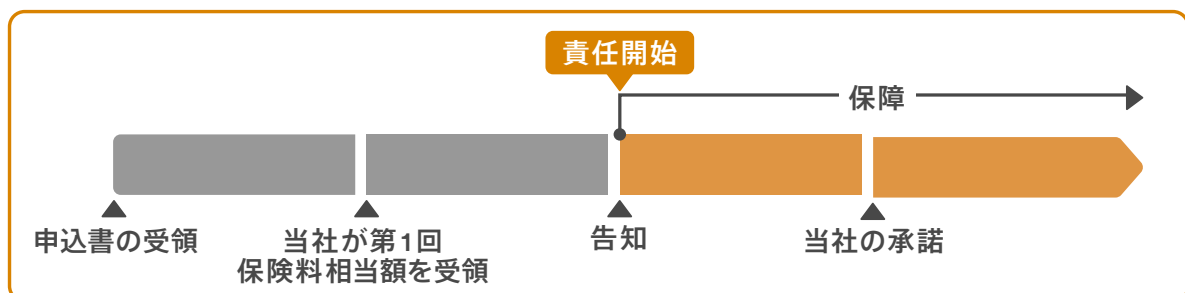 責任開始
保障
申込書の受領
当社が第1回
保険料相当額を受領
告知
当社の承諾